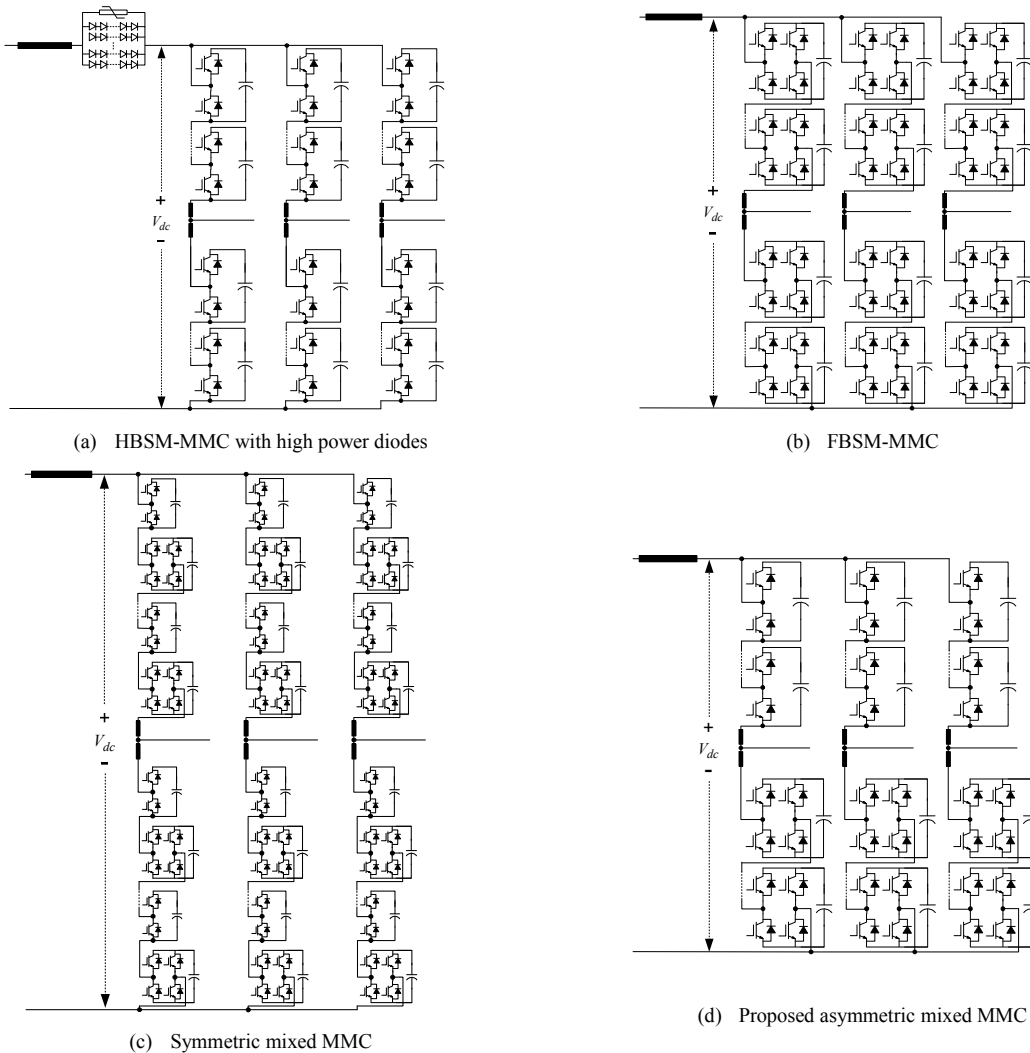 +
Vdc
-
(a) HBSM-MMC with high power diodes
+
Vdc
-
(b) FBSM-MMC
+
Vdc
-
(c) Symmetric mixed MMC
+
Vdc
-
(d) Proposed asymmetric mixed MMC